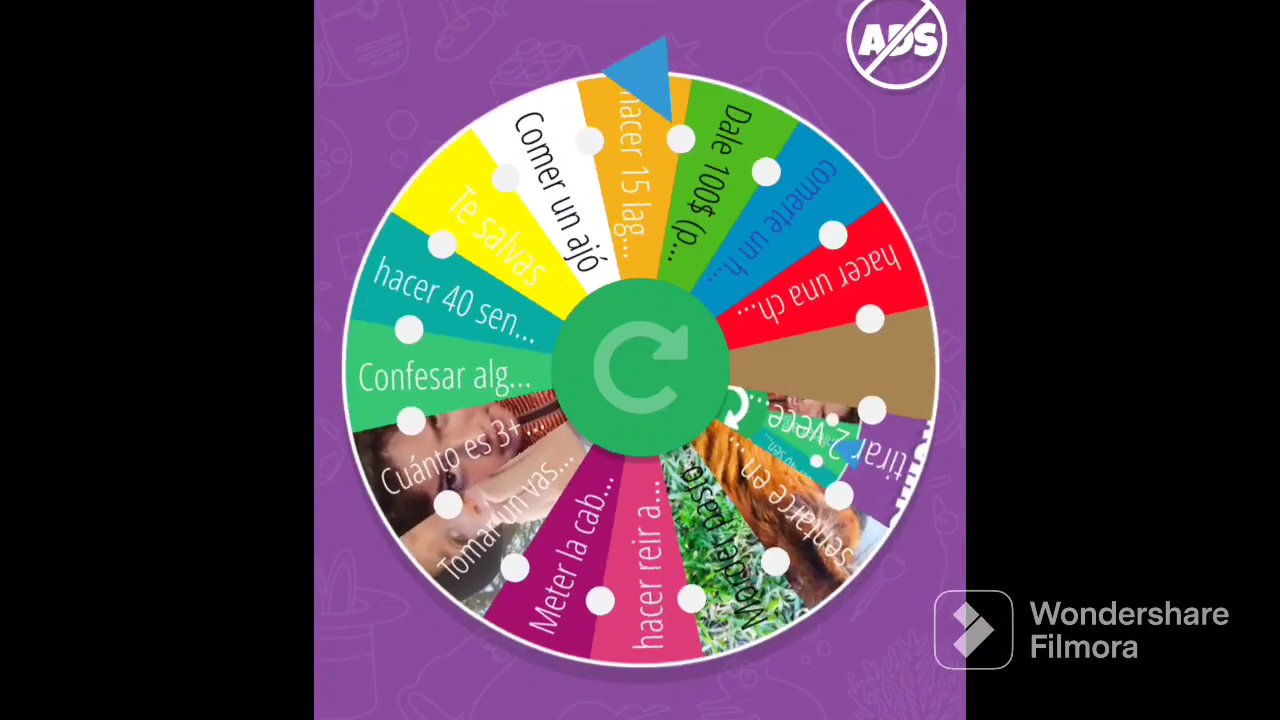 ADS
hacer 15 lag...
Dale 100$ (p...
comerte un h...
hacer una ch...
tirar 2 vece...
sentarce en ...
Morder pasto
hacer reir a...
Meter la cab...
Tomar un vas...
Cuánto es 3+...
Confesar alg...
hacer 40 sen...
Te salvas
Comer un ajó
Wondershare
Filmora